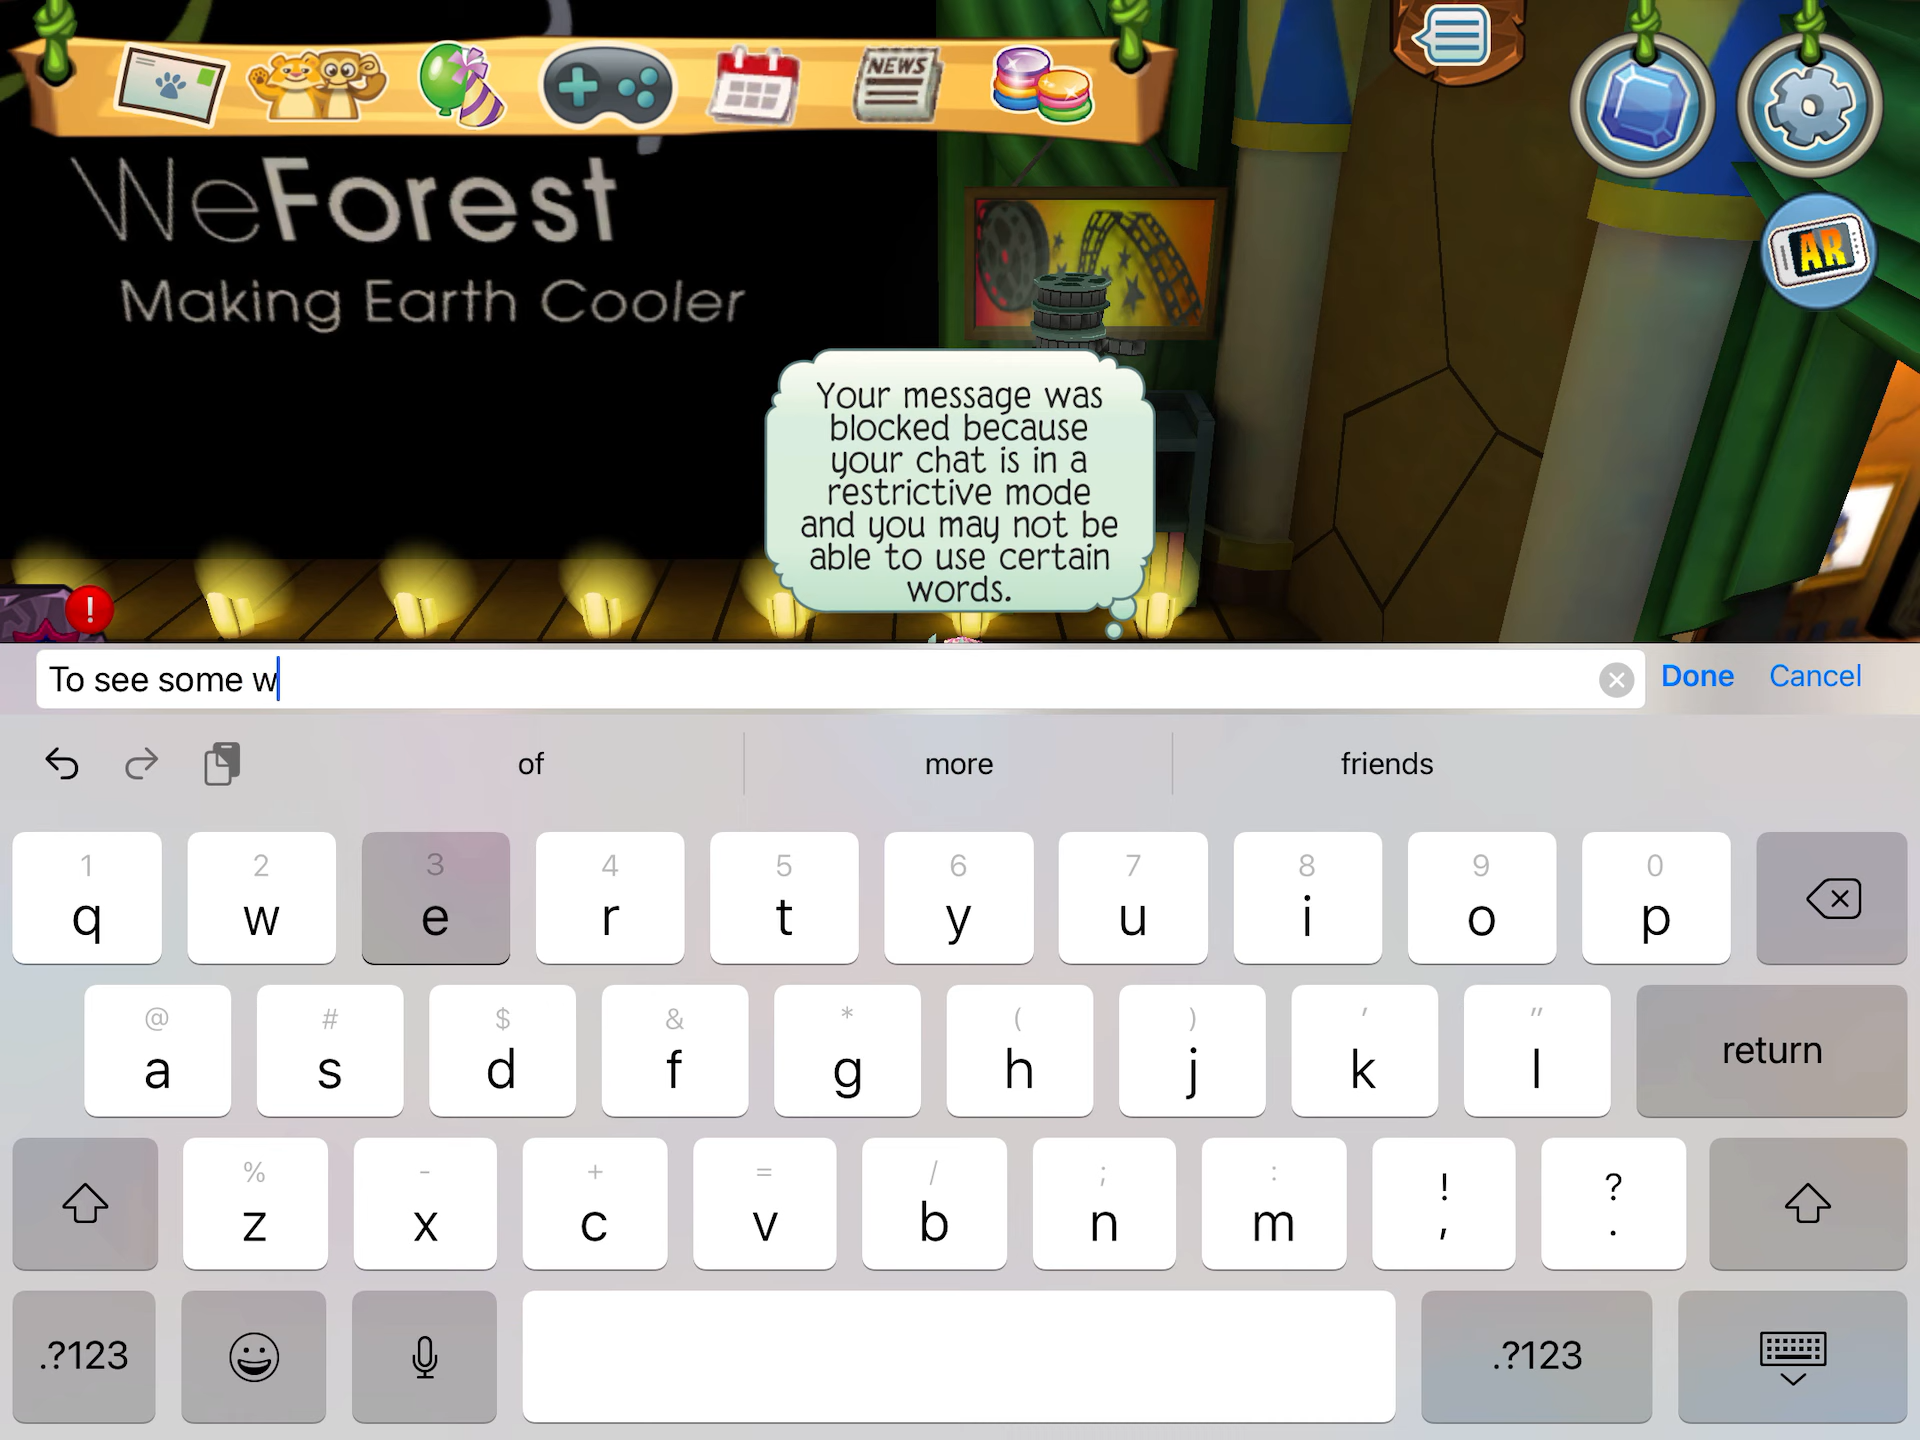 NEWS
WeForest
Making Earth Cooler
AR
Your message was
blocked because
your chat is in a
restrictive mode
and you may not be
able to use certain
words.
!
To see some w
Done
Cancel
of
more
friends
1 2 3 4 5 6 7 8 9 0
q w e r t y u i o p
@ # $ & * ( ) ' "
a s d f g h j k l
return
% - + = / ; : ! ?
z x c v b n m , .
.?123
.?123